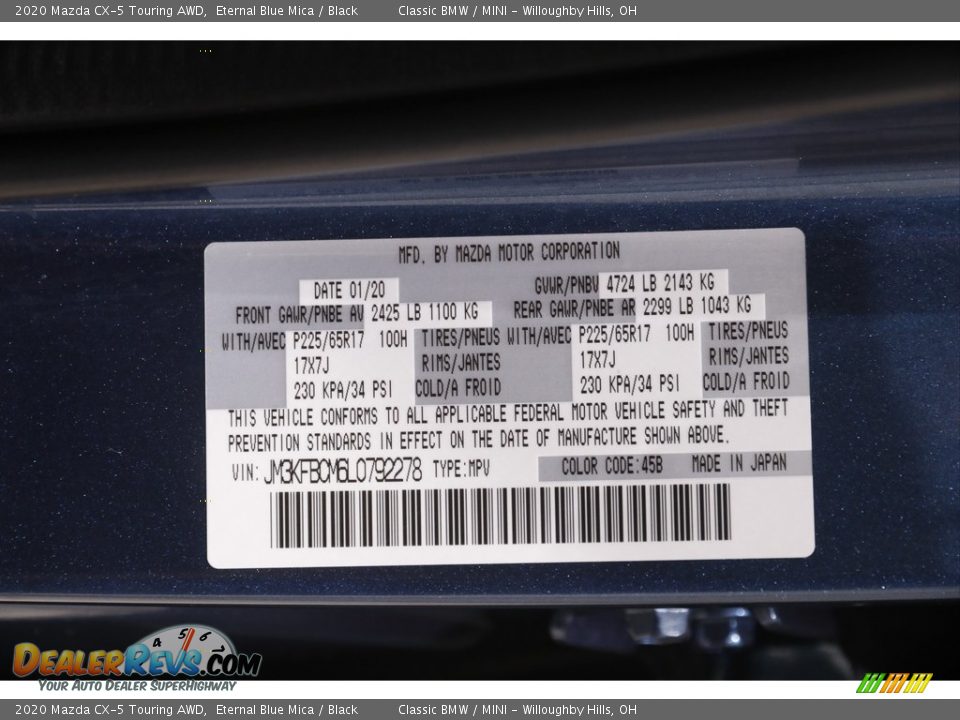 2020 Mazda CX-5 Touring AWD, Eternal Blue Mica / Black Classic BMW / MINI - Willoughby Hills, OH
MFD. BY MAZDA MOTOR CORPORATION
DATE 01/20 GVWR/PNBV 4724 LB 2143 KG
FRONT GAWR/PNBE AV 2425 LB 1100 KG REAR GAWR/PNBE AR 2299 LB 1043 KG
WITH/AVEC P225/65R17 100H TIRES/PNEUS WITH/AVEC P225/65R17 100H TIRES/PNEUS
17X7J RIMS/JANTES 17X7J RIMS/JANTES
230 KPA/34 PSI COLD/A FROID 230 KPA/34 PSI COLD/A FROID
THIS VEHICLE CONFORMS TO ALL APPLICABLE FEDERAL MOTOR VEHICLE SAFETY AND THEFT
PREVENTION STANDARDS IN EFFECT ON THE DATE OF MANUFACTURE SHOWN ABOVE.
VIN: JM3KFBCM6L0792278 TYPE:MPV COLOR CODE:45B MADE IN JAPAN
4 5 6
DEALERREVS.COM
YOUR AUTO DEALER SUPERHIGHWAY
2020 Mazda CX-5 Touring AWD, Eternal Blue Mica / Black Classic BMW / MINI - Willoughby Hills, OH